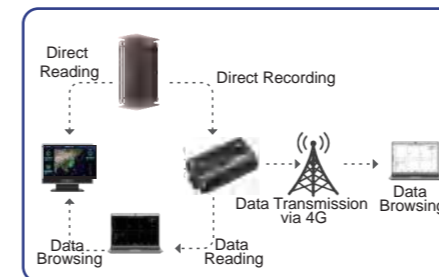 Direct
Reading
Direct Recording
Data Transmission
via 4G
Data
Browsing
Data
Browsing
Data
Reading